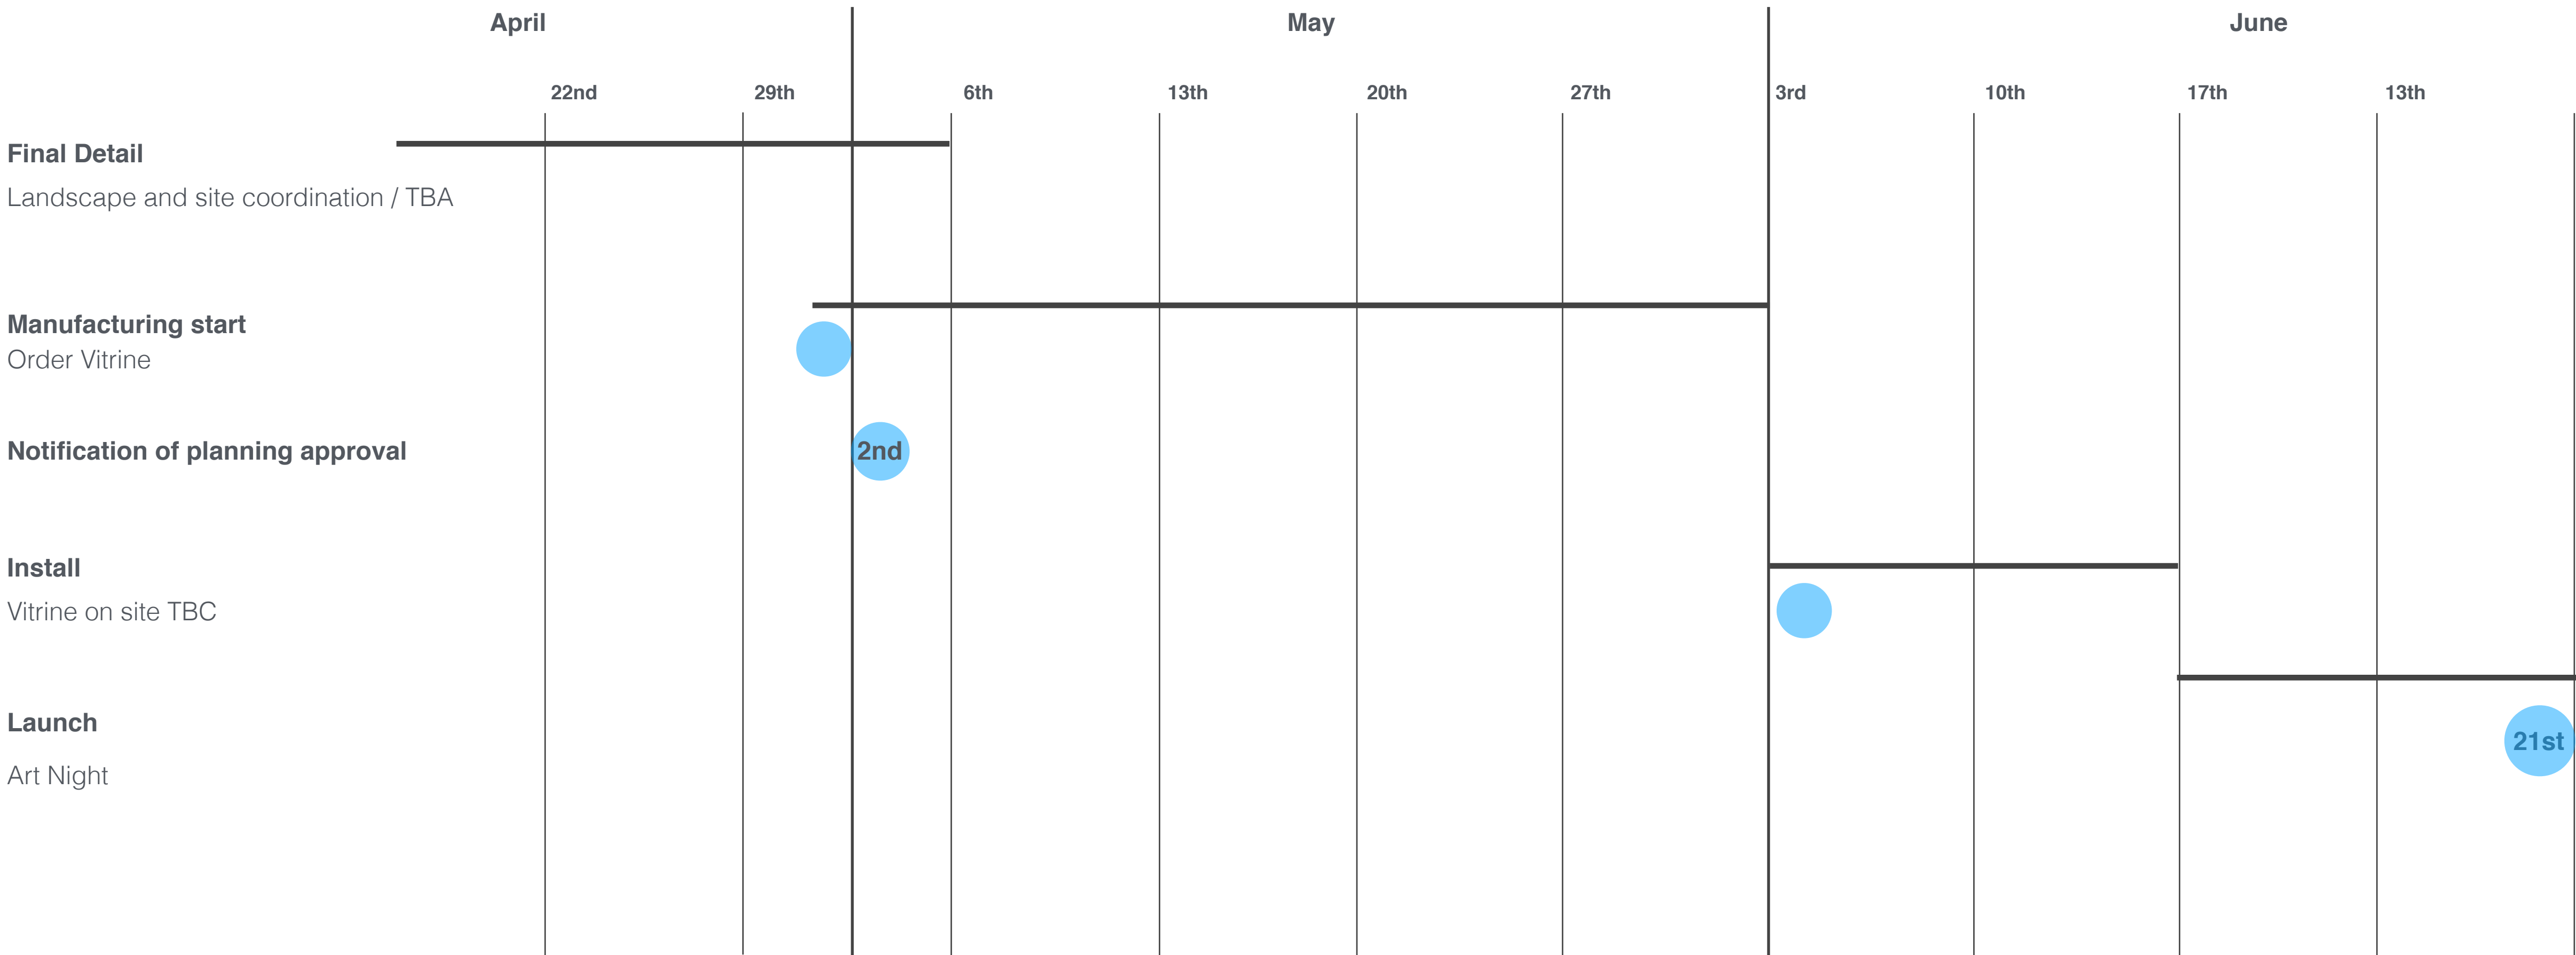 April May June
22nd 29th 6th 13th 20th 27th 3rd 10th 17th 13th
Final Detail
Landscape and site coordination / TBA
Manufacturing start
Order Vitrine
Notification of planning approval 2nd
Install
Vitrine on site TBC
Launch
21st
Art Night